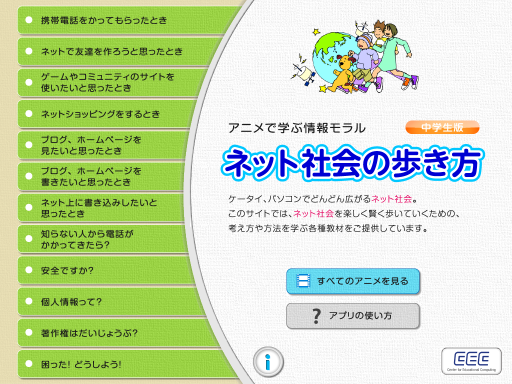 携帯電話をかってもらったとき
ネットで友達を作ろうと思ったとき
ゲームやコミュニティのサイトを
使いたいと思ったとき
ネットショッピングをするとき
ブログ、ホームページを
見たいと思ったとき
ブログ、ホームページを
書きたいと思ったとき
ネット上に書き込みしたいと
思ったとき
知らない人から電話が
かかってきたら?
安全ですか?
個人情報って?
著作権はだいじょうぶ?
困った! どうしよう!
アニメで学ぶ情報モラル
中学生版
ネット社会の歩き方
ケータイ、パソコンでどんどん広がるネット社会。
このサイトでは、ネット社会を楽しく賢く歩いていくための、
考え方や方法を学ぶ各種教材をご提供しています。
すべてのアニメを見る
? アプリの使い方
i
CEC
Center for Educational Computing